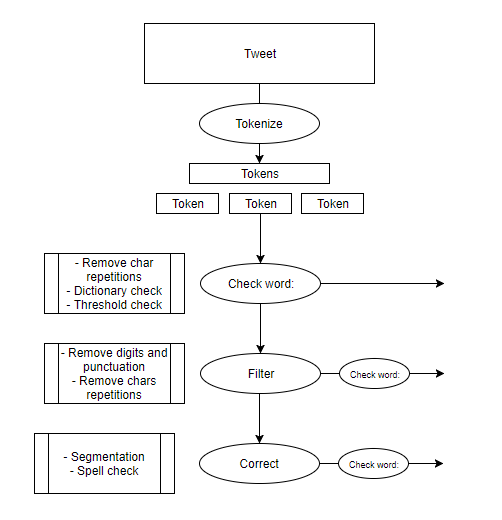 Tweet
Tokenize
Tokens
Token
Token
Token
- Remove char
repetitions
- Dictionary check
- Threshold check
Check word:
- Remove digits and
punctuation
- Remove chars
repetitions
Filter
Check word:
- Segmentation
- Spell check
Correct
Check word: